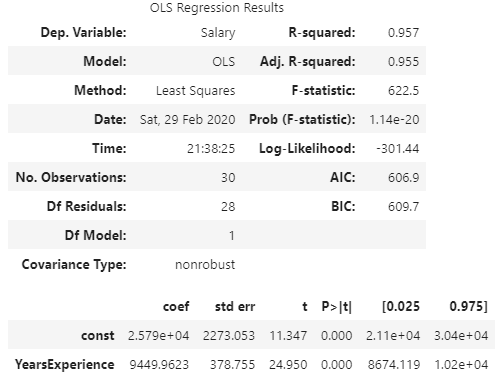 OLS Regression Results
Dep. Variable: Salary R-squared: 0.957
Model: OLS Adj. R-squared: 0.955
Method: Least Squares F-statistic: 622.5
Date: Sat, 29 Feb 2020 Prob (F-statistic): 1.14e-20
Time: 21:38:25 Log-Likelihood: -301.44
No. Observations: 30 AIC: 606.9
Df Residuals: 28 BIC: 609.7
Df Model: 1
Covariance Type: nonrobust
coef std err t P>|t| [0.025 0.975]
const 2.579e+04 2273.053 11.347 0.000 2.11e+04 3.04e+04
YearsExperience 9449.9623 378.755 24.950 0.000 8674.119 1.02e+04